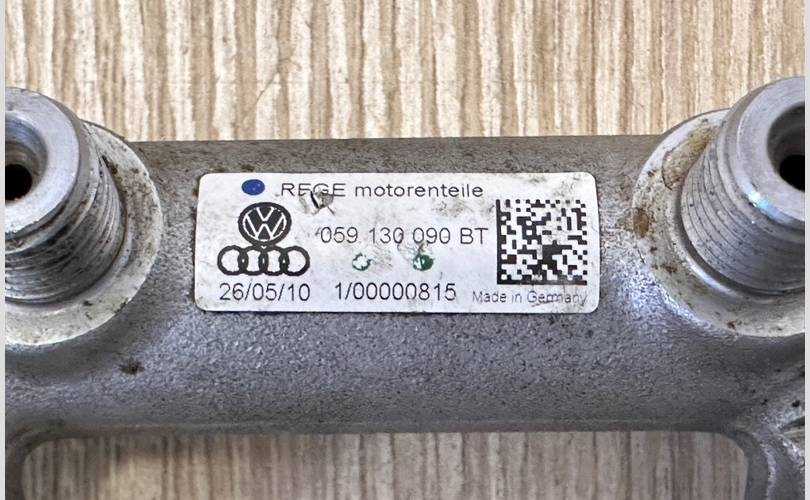 REGE motorenteile
059 130 090 BT
26/05/10 1/00000815 Made in Germany